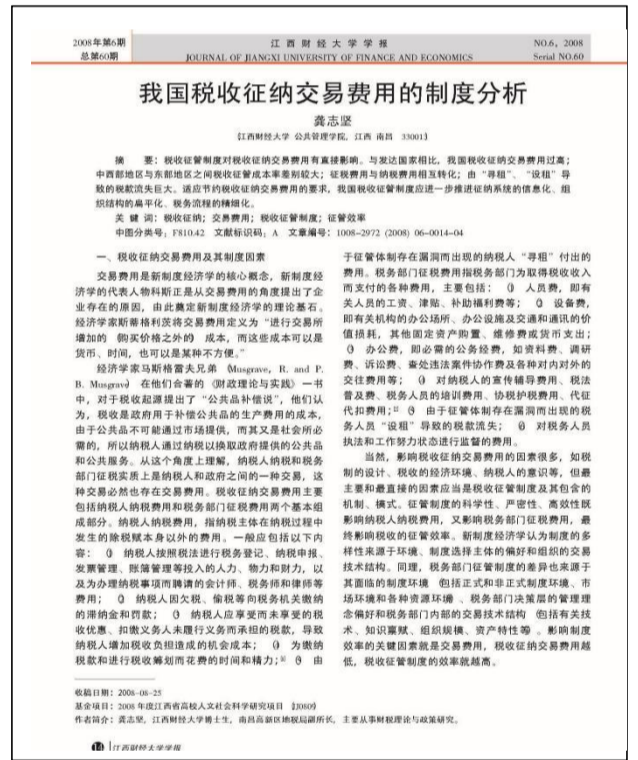 2008年第6期
总第60期
江西财经大学学报
JOURNAL OF JIANGXI UNIVERSITY OF FINANCE AND ECONOMICS
NO.6, 2008
Serial NO.60
我国税收征纳交易费用的制度分析
龚志坚
(江西财经大学 公共管理学院，江西 南昌 330013)
摘 要：税收征管制度对税收征纳交易费用有直接影响。与发达国家相比，我国税收征纳交易费用过高；
中西部地区与东部地区之间税收征管成本率差别较大；征税费用与纳税费用相互转化；由“寻租”、“设租”导
致的税款流失巨大。适应节约税收征纳交易费用的要求，我国税收征管制度应进一步推进征纳系统的信息化、组
织结构的扁平化、税务流程的精细化。
关 键 词：税收征纳；交易费用；税收征管制度；征管效率
中图分类号：F810.42 文献标识码：A 文章编号：1008-2972 (2008) 06-0014-04
一、税收征纳交易费用及其制度因素
交易费用是新制度经济学的核心概念，新制度经
济学的代表人物科斯正是从交易费用的角度提出了企
业存在的原因，由此奠定新制度经济学的理论基石。
经济学家斯蒂格利茨将交易费用定义为“进行交易所
增加的 (购买价格之外的) 成本，而这些成本可以是
货币、时间，也可以是某种不方便。”
经济学家马斯格雷夫兄弟 (Musgrave, R. and P.
B. Musgrave) 在他们合著的《财政理论与实践》一书
中，对于税收起源提出了“公共品补偿说”，他们认
为，税收是政府用于补偿公共品的生产费用的成本，
由于公共品不可能通过市场提供，而其又是社会所必
需的，所以纳税人通过纳税以换取政府提供的公共品
和公共服务。从这个角度上理解，纳税人纳税和税务
部门征税实质上是纳税人和政府之间的一种交易，这
种交易必然也存在交易费用。税收征纳交易费用主要
包括纳税人纳税费用和税务部门征税费用两个基本组
成部分。纳税人纳税费用，指纳税主体在纳税过程中
发生的除税赋本身以外的费用。一般应包括以下内
容： 纳税人按照税法进行税务登记、纳税申报、
发票管理、账簿管理等投入的人力、物力和财力，以
及为办理纳税事项而聘请的会计师、税务师和律师等
费用； 纳税人因欠税、偷税等向税务机关缴纳
的滞纳金和罚款； 纳税人应享受而未享受的税
收优惠、扣缴义务人未履行义务而承担的税款，导致
纳税人增加税收负担造成的机会成本； 为缴纳
税款和进行税收筹划而花费的时间和精力； 由
于征管体制存在漏洞而出现的纳税人“寻租”付出的
费用。税务部门征税费用指税务部门为取得税收收入
而支付的各种费用，主要包括： 人员费，即有
关人员的工资、津贴、补助福利费等； 设备费，
即有关机构的办公场所、办公设施及交通和通讯的价
值损耗，其他固定资产购置、维修费或货币支出；
办公费，即必需的公务经费，如资料费、调研
费、诉讼费、查处违法案件协作费及各种对内对外的
交往费用等； 对纳税人的宣传辅导费用、税法
普及费、税务人员的培训费用、协税护税费用、代征
代扣费用； 由于征管体制存在漏洞而出现的税
务人员“设租”导致的税款流失； 对税务人员
执法和工作努力状态进行监督的费用。
当然，影响税收征纳交易费用的因素很多，如税
制的设计、税收的经济环境、纳税人的意识等，但最
主要和最直接的因素应当是税收征管制度及其包含的
机制、模式。征管制度的科学性、严密性、高效性既
影响纳税人纳税费用，又影响税务部门征税费用，最
终影响税收的征管效率。新制度经济学认为制度的多
样性来源于环境、制度选择主体的偏好和组织的交易
技术结构。同理，税务部门征管制度的差异也来源于
其面临的制度环境 (包括正式和非正式制度环境、市
场环境和各种资源环境)、税务部门决策层的管理理
念偏好和税务部门内部的交易技术结构 (包括有关技
术、知识禀赋、组织规模、资产特性等)。影响制度
效率的关键因素就是交易费用，税收征纳交易费用越
低，税收征管制度的效率就越高。
收稿日期：2008-08-25
基金项目：2008年度江西省高校人文社会科学研究项目 (JJ0809)
作者简介：龚志坚，江西财经大学博士生，南昌高新区地税局副所长，主要从事财税理论与政策研究。
14 江西财经大学学报